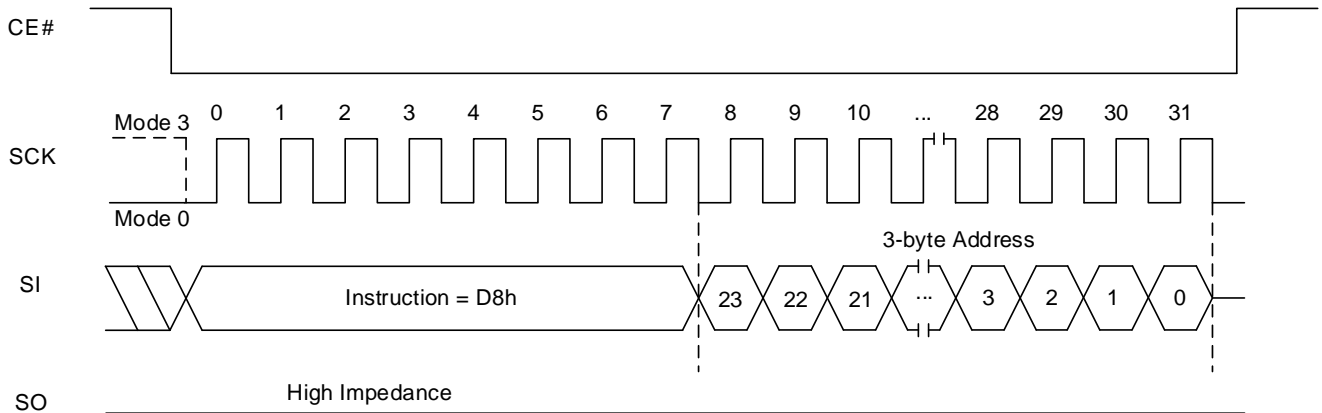 CE#
0 1 2 3 4 5 6 7 8 9 10 ... 28 29 30 31
Mode 3
SCK
Mode 0
3-byte Address
SI
Instruction = D8h 23 22 21 ... 3 2 1 0
High Impedance
SO